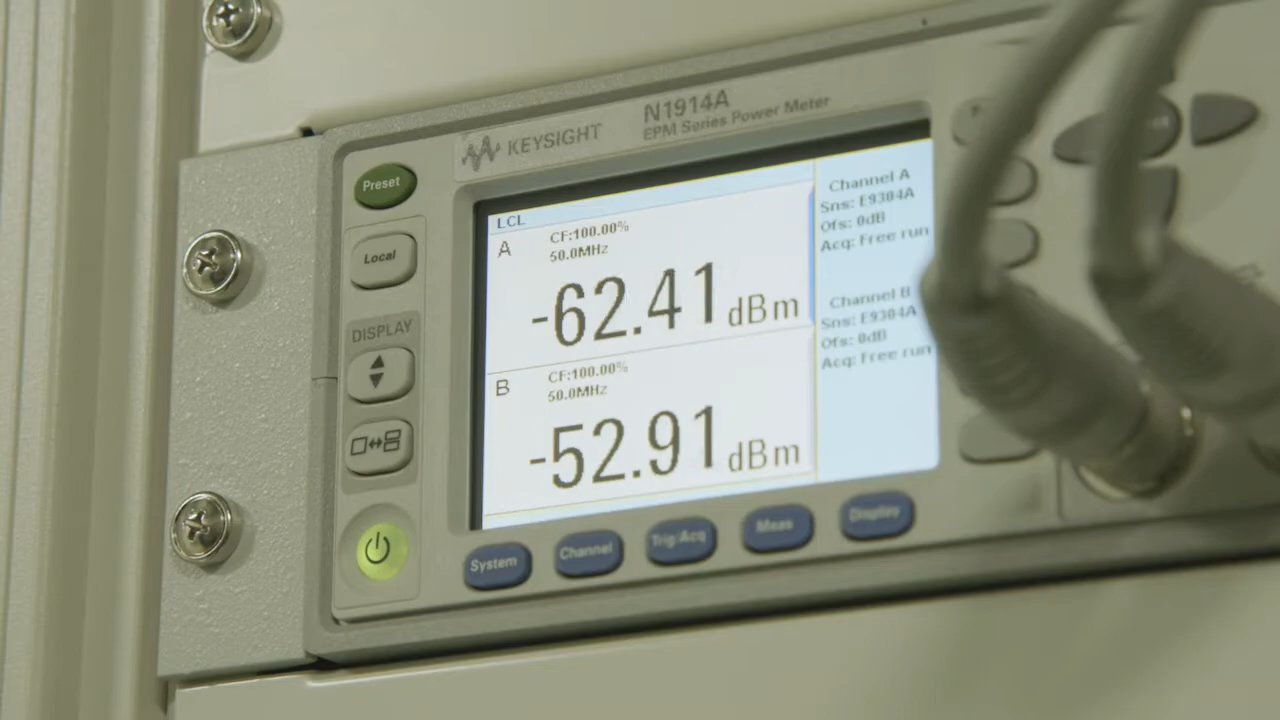 KEYSIGHT
N1914A
EPM Series Power Meter
Preset
Local
DISPLAY
LCL
A
CF:100.00%
50.0MHz
-62.41 dBm
B
CF:100.00%
50.0MHz
-52.91 dBm
Channel A
Sns: E9304A
Ofs: 0dB
Acq: Free run
Channel B
Sns: E9304A
Ofs: 0dB
Acq: Free run
System
Channel
Trig/Acq
Meas
Display